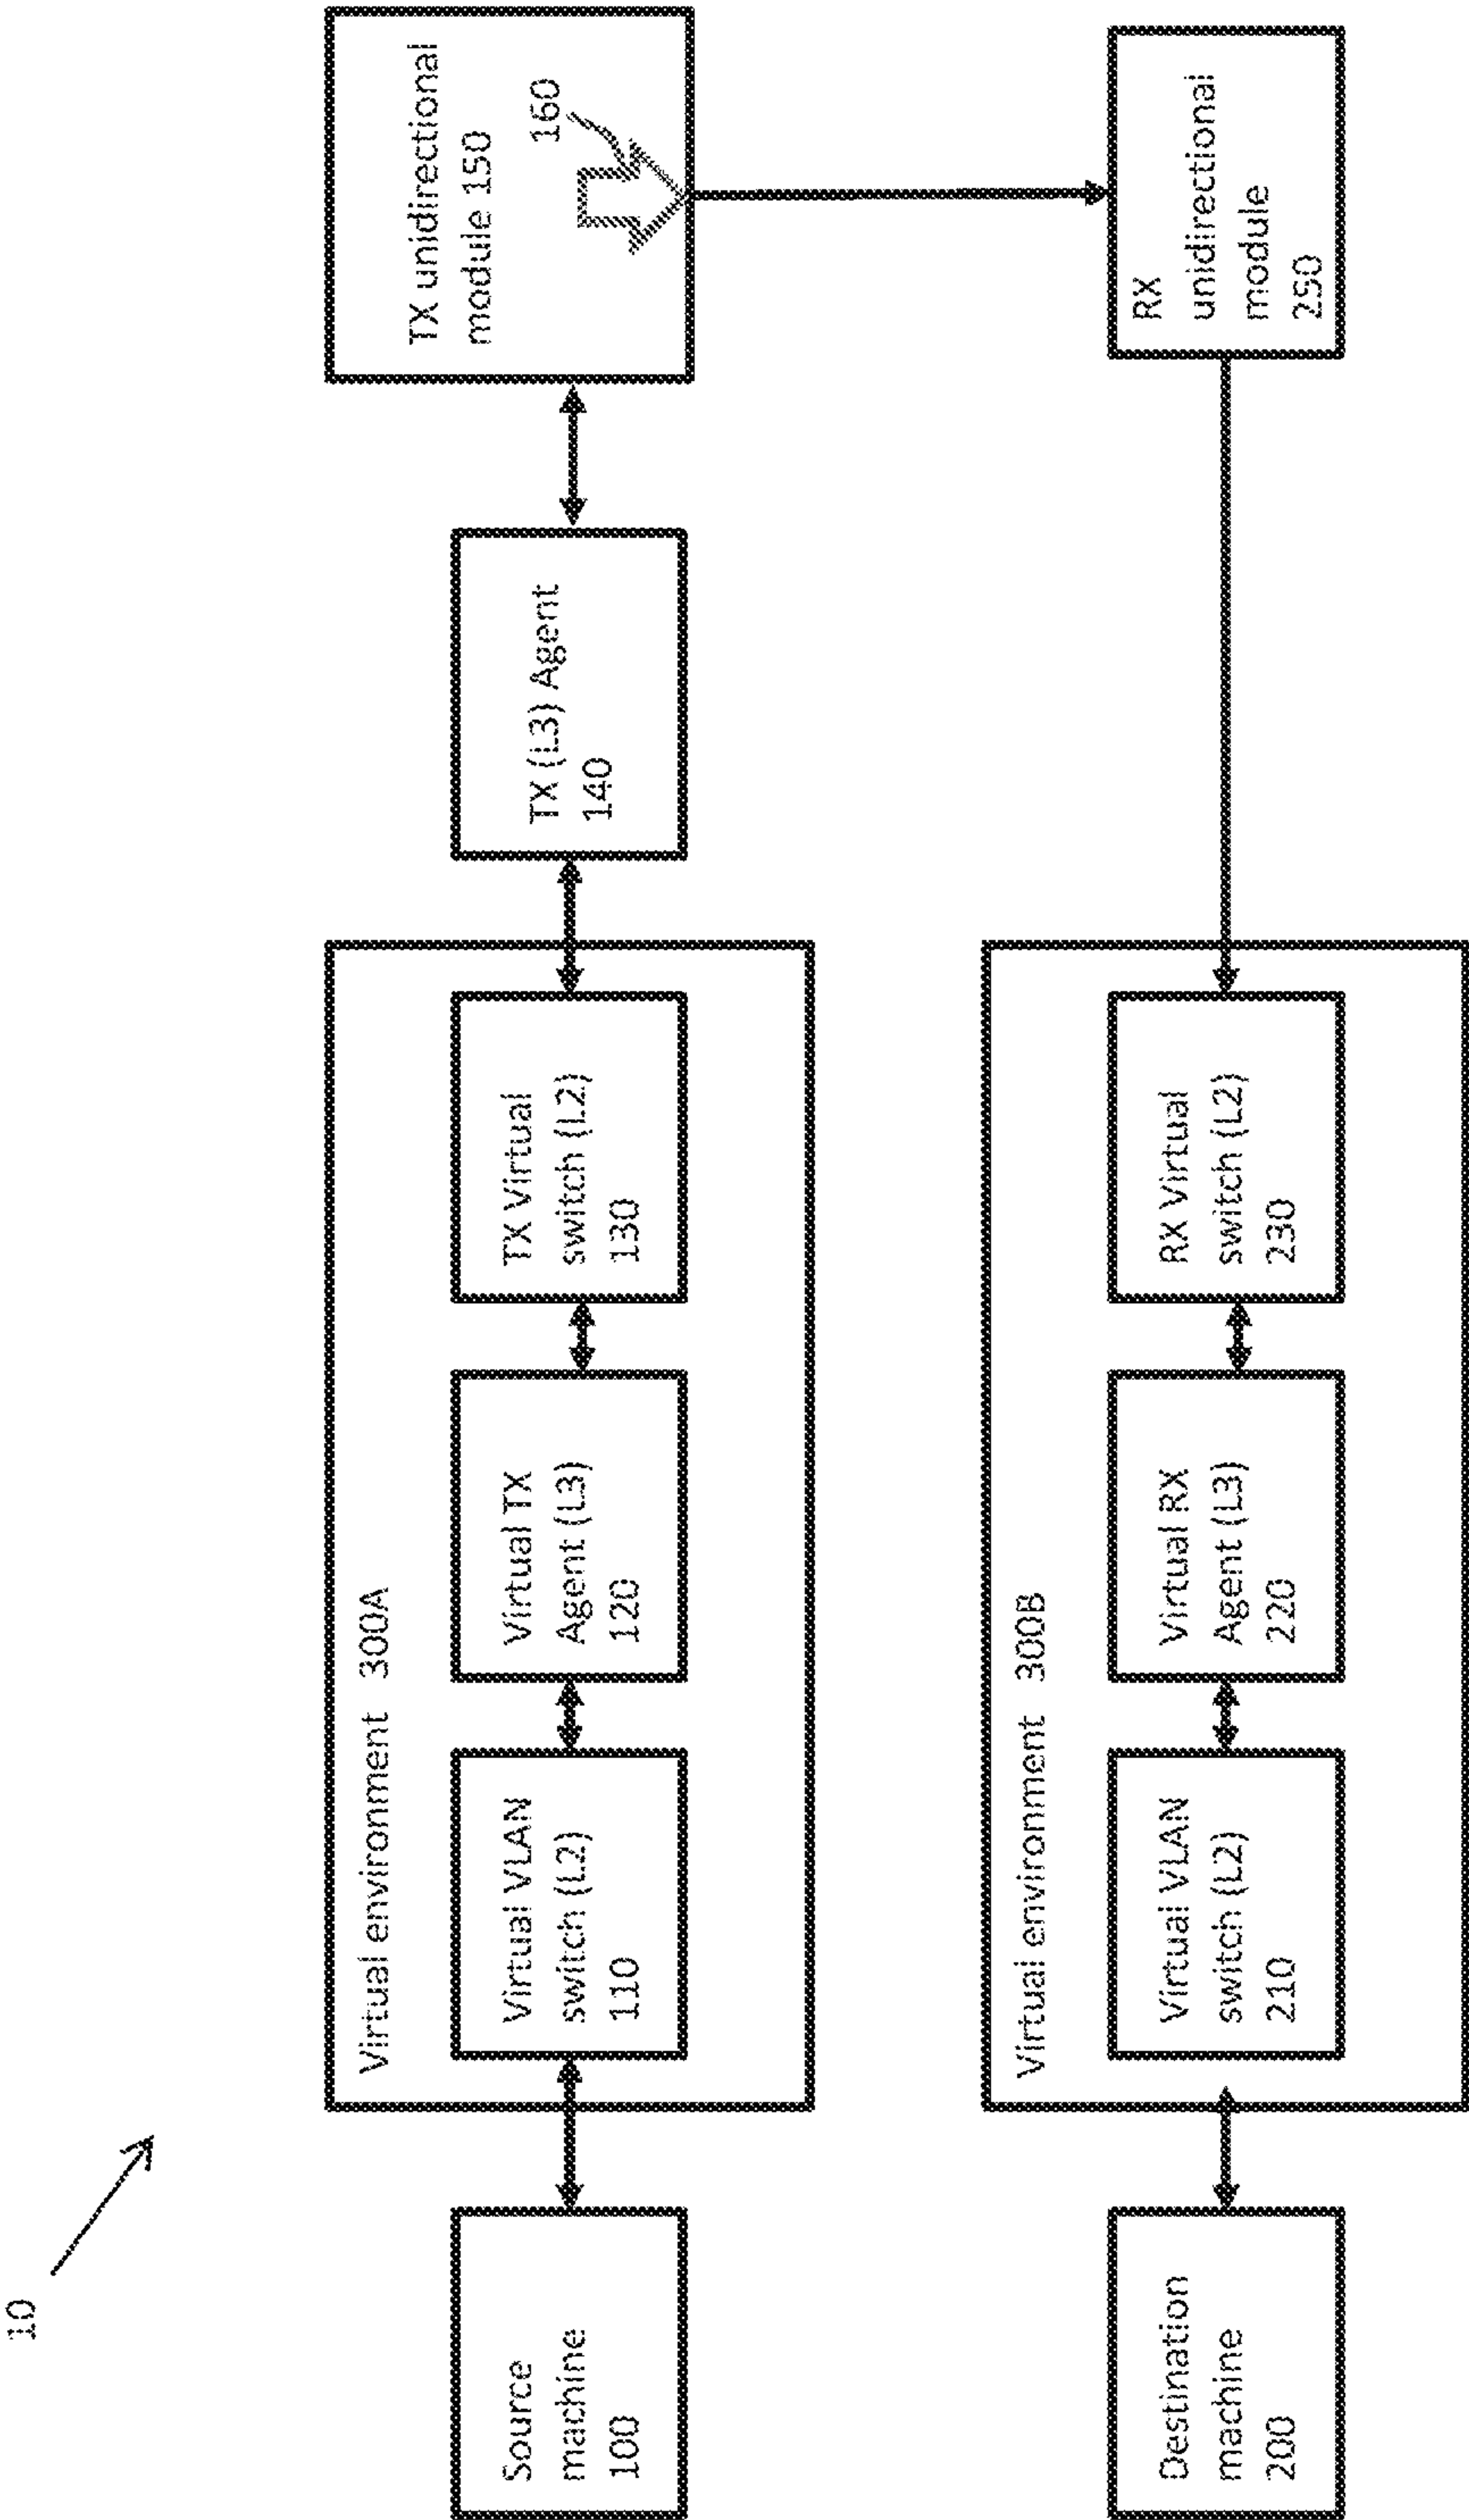 10
Virtual environment 300A
Source
machine
100
Virtual VLAN
switch (L2)
110
Virtual TX
Agent (L3)
120
TX Virtual
switch (L2)
130
TX (L3) Agent
140
TX unidirectional
module 150
160
Virtual environment 300B
Destination
machine
200
Virtual VLAN
switch (L2)
210
Virtual RX
Agent (L3)
220
RX Virtual
switch (L2)
230
RX
unidirectional
module
250